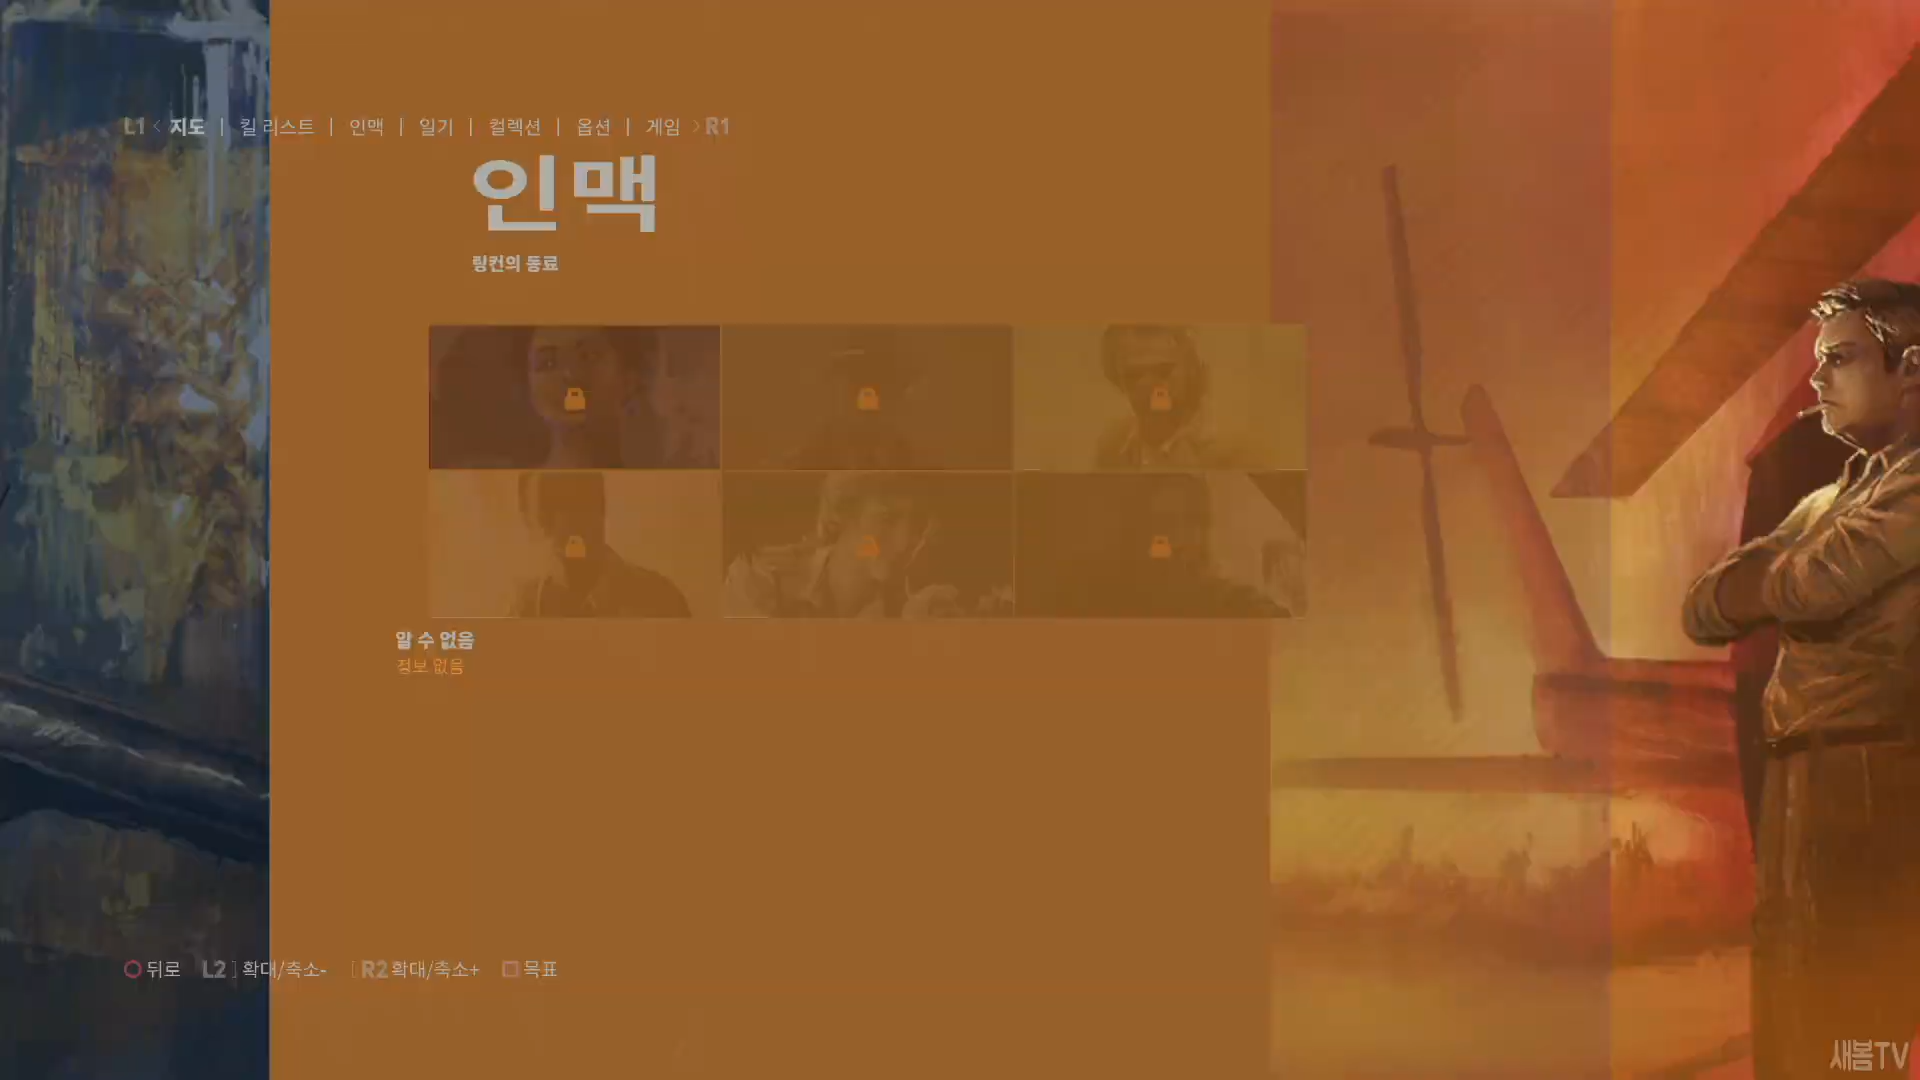 L1 < 지도 | 킬 리스트 | 인맥 | 일기 | 컬렉션 | 옵션 | 게임 > R1
인맥
링컨의 동료
알 수 없음
정보 없음
뒤로 L2 확대/축소- R2 확대/축소+ 목표
새봄TV